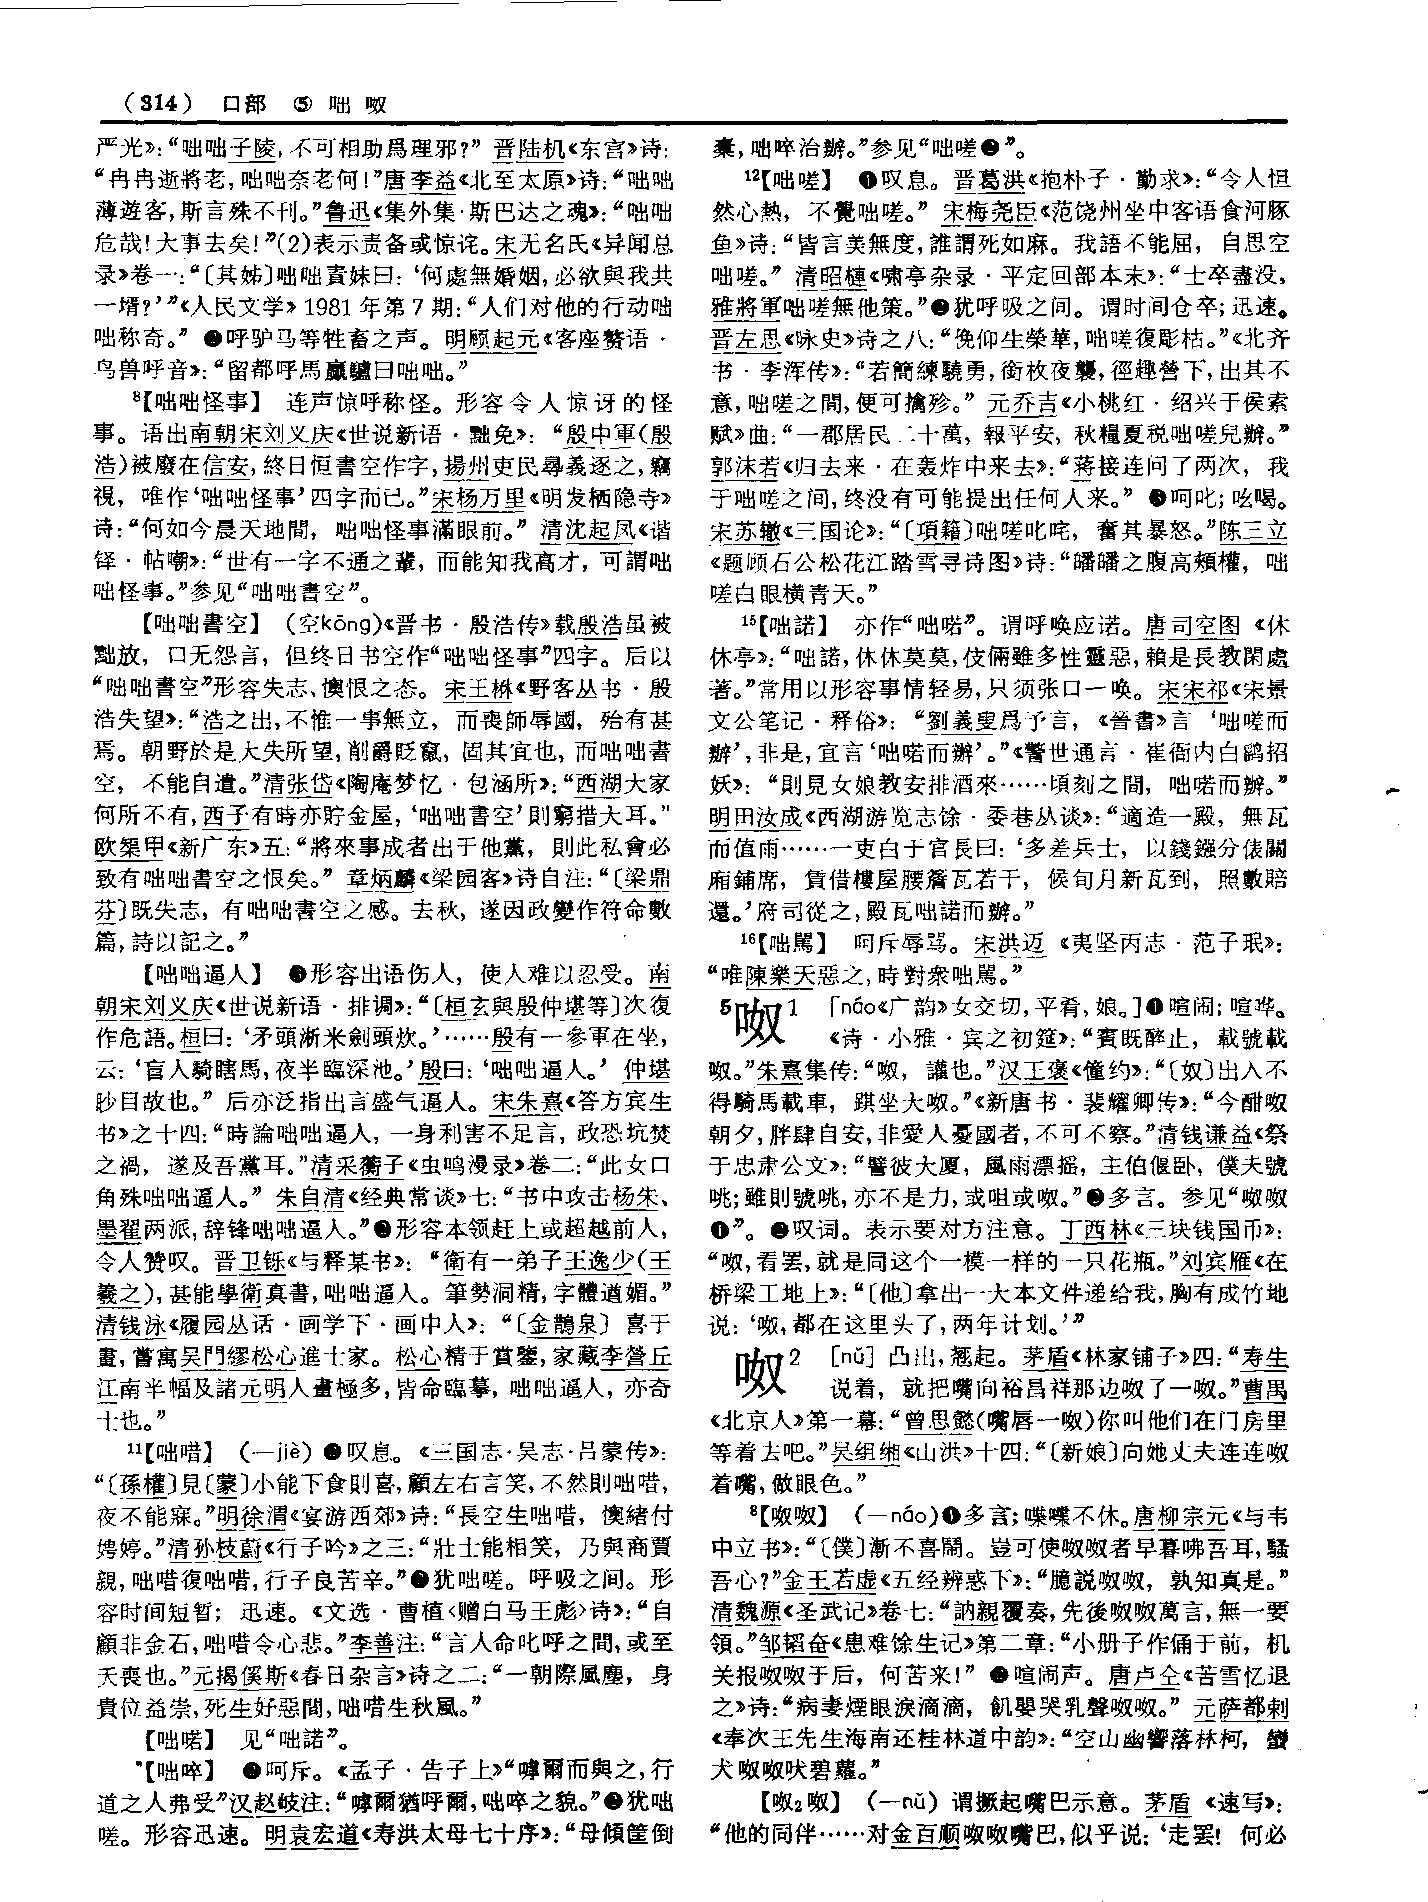 （314） 口部 ⑤ 咄 呶
严光》：“咄咄子陵，不可相助爲理邪？” 晋陆机《东宫》诗：
“冉冉逝將老，咄咄奈老何！”唐李益《北至太原》诗：“咄咄
薄遊客，斯言殊不刊。”鲁迅《集外集·斯巴达之魂》：“咄咄
危哉！大事去矣！”(2)表示责备或惊诧。宋无名氏《异闻总
录》卷一：“〔其姊〕咄咄責妹曰：‘何處無婚姻，必欲與我共
一壻？’”《人民文学》1981年第7期：“人们对他的行动咄
咄称奇。” ❷呼驴马等牲畜之声。明顾起元《客座赘语·
鸟兽呼音》：“留都呼馬驘驢曰咄咄。”
8【咄咄怪事】 连声惊呼称怪。形容令人惊讶的怪
事。语出南朝宋刘义庆《世说新语·黜免》：“殷中軍(殷
浩)被廢在信安，終日恒書空作字，揚州吏民尋義逐之，竊
視，唯作‘咄咄怪事’四字而已。”宋杨万里《明发栖隐寺》
诗：“何如今晨天地間，咄咄怪事滿眼前。” 清沈起凤《谐
铎·帖嘲》：“世有一字不通之輩，而能知我高才，可謂咄
咄怪事。”参见“咄咄書空”。
【咄咄書空】 （空kōng）《晋书·殷浩传》载殷浩虽被
黜放，口无怨言，但终日书空作“咄咄怪事”四字。后以
“咄咄書空”形容失志、懊恨之态。宋王楙《野客丛书·殷
浩失望》：“浩之出，不惟一事無立，而喪師辱國，殆有甚
焉。朝野於是大失所望，削爵貶竄，固其宜也，而咄咄書
空，不能自遣。”清张岱《陶庵梦忆·包涵所》：“西湖大家
何所不有，西子有時亦貯金屋，‘咄咄書空’則窮措大耳。”
欧榘甲《新广东》五：“將來事成者出于他黨，則此私會必
致有咄咄書空之恨矣。” 章炳麟《梁园客》诗自注：“〔梁鼎
芬〕既失志，有咄咄書空之感。去秋，遂因政變作符命數
篇，詩以記之。”
【咄咄逼人】 ❶形容出语伤人，使人难以忍受。南
朝宋刘义庆《世说新语·排调》：“〔桓玄與殷仲堪等〕次復
作危語。桓曰：‘矛頭淅米劍頭炊。’……殷有一參軍在坐，
云：‘盲人騎瞎馬，夜半臨深池。’殷曰：‘咄咄逼人。’ 仲堪
眇目故也。” 后亦泛指出言盛气逼人。宋朱熹《答方宾生
书》之十四：“時論咄咄逼人，一身利害不足言，政恐坑焚
之禍，遂及吾黨耳。”清采蘅子《虫鸣漫录》卷二：“此女口
角殊咄咄逼人。” 朱自清《经典常谈》七：“书中攻击杨朱、
墨翟两派，辞锋咄咄逼人。”❷形容本领赶上或超越前人，
令人赞叹。晋卫铄《与释某书》：“衛有一弟子王逸少(王
羲之)，甚能學衛真書，咄咄逼人。筆勢洞精，字體遒媚。”
清钱泳《履园丛话·画学下·画中人》：“〔金鵲泉〕喜于
畫，嘗寓吴門繆松心進士家。松心精于賞鑒，家藏李營丘
江南半幅及諸元明人畫極多，皆命臨摹，咄咄逼人，亦奇
士也。”
11【咄唶】 （—jiè）❶叹息。《三国志·吴志·吕蒙传》：
“〔孫權〕見〔蒙〕小能下食則喜，顧左右言笑，不然則咄唶，
夜不能寐。”明徐渭《宴游西郊》诗：“長空生咄唶，懊緒付
娉婷。”清孙枝蔚《行子吟》之三：“壯士能相笑，乃與商賈
親，咄唶復咄唶，行子良苦辛。”❷犹咄嗟。呼吸之间。形
容时间短暂；迅速。《文选·曹植〈赠白马王彪〉诗》：“自
顧非金石，咄唶令心悲。”李善注：“言人命叱呼之間，或至
夭喪也。”元揭傒斯《春日杂言》诗之二：“一朝際風塵，身
貴位益崇，死生好惡間，咄唶生秋風。”
【咄喏】 见“咄諾”。
【咄啐】 ❶呵斥。《孟子·告子上》“嘑爾而與之，行
道之人弗受”汉赵岐注：“嘑爾猶呼爾，咄啐之貌。”❷犹咄
嗟。形容迅速。明袁宏道《寿洪太母七十序》：“母傾筐倒
橐，咄啐治辦。”参见“咄嗟❷”。
12【咄嗟】 ❶叹息。晋葛洪《抱朴子·勤求》：“令人怛
然心熱，不覺咄嗟。” 宋梅尧臣《范饶州坐中客语食河豚
鱼》诗：“皆言美無度，誰謂死如麻。我語不能屈，自思空
咄嗟。” 清昭槤《啸亭杂录·平定回部本末》：“士卒盡没，
雅將軍咄嗟無他策。”❷犹呼吸之间。谓时间仓卒；迅速。
晋左思《咏史》诗之八：“俛仰生榮華，咄嗟復彫枯。”《北齐
书·李浑传》：“若簡練驍勇，銜枚夜襲，徑趣營下，出其不
意，咄嗟之間，便可擒殄。” 元乔吉《小桃红·绍兴于侯索
赋》曲：“一郡居民二十萬，報平安，秋糧夏税咄嗟兒辦。”
郭沫若《归去来·在轰炸中来去》：“蒋接连问了两次，我
于咄嗟之间，终没有可能提出任何人来。” ❸呵叱；吆喝。
宋苏辙《三国论》：“〔項籍〕咄嗟叱咤，奮其暴怒。”陈三立
《题顾石公松花江踏雪寻诗图》诗：“皤皤之腹高頰權，咄
嗟白眼横青天。”
15【咄諾】 亦作“咄喏”。谓呼唤应诺。唐司空图《休
休亭》：“咄諾，休休莫莫，伎倆雖多性靈惡，賴是長教閑處
著。”常用以形容事情轻易，只须张口一唤。宋宋祁《宋景
文公笔记·释俗》：“劉義叟爲予言，《晉書》言‘咄嗟而
辦’，非是，宜言‘咄喏而辦’。”《警世通言·崔衙内白鹞招
妖》：“則見女娘教安排酒來……頃刻之間，咄喏而辦。”
明田汝成《西湖游览志馀·委巷丛谈》：“適造一殿，無瓦
而值雨……一吏白于官長曰：‘多差兵士，以錢鏹分俵關
廂鋪席，賃借樓屋腰簷瓦若干，候旬月新瓦到，照數賠
還。’府司從之，殿瓦咄諾而辦。”
16【咄駡】 呵斥辱骂。宋洪迈《夷坚丙志·范子珉》：
“唯陳樂天惡之，時對衆咄駡。”
5呶1 ［náo《广韵》女交切，平肴，娘。］❶喧闹；喧哗。
《诗·小雅·宾之初筵》：“賓既醉止，載號載
呶。”朱熹集传：“呶，讙也。”汉王褒《僮约》：“〔奴〕出入不
得騎馬載車，踑坐大呶。”《新唐书·裴耀卿传》：“今酣呶
朝夕，胖肆自安，非愛人憂國者，不可不察。”清钱谦益《祭
于忠肃公文》：“譬彼大厦，風雨漂摇，主伯偃卧，僕夫號
咷；雖則號咷，亦不是力，或咀或呶。”❷多言。参见“呶呶
❶”。❸叹词。表示要对方注意。丁西林《三块钱国币》：
“呶，看罢，就是同这个一模一样的一只花瓶。”刘宾雁《在
桥梁工地上》：“〔他〕拿出一大本文件递给我，胸有成竹地
说：‘呶，都在这里头了，两年计划。’”
呶2 ［nǔ］ 凸出，翘起。茅盾《林家铺子》四：“寿生
说着，就把嘴向裕昌祥那边呶了一呶。”曹禺
《北京人》第一幕：“曾思懿(嘴唇一呶)你叫他们在门房里
等着去吧。”吴组缃《山洪》十四：“〔新娘〕向她丈夫连连呶
着嘴，做眼色。”
8【呶呶】 （—náo）❶多言；喋喋不休。唐柳宗元《与韦
中立书》：“〔僕〕漸不喜鬧。豈可使呶呶者早暮咈吾耳，騷
吾心？”金王若虚《五经辨惑下》：“臆説呶呶，孰知真是。”
清魏源《圣武记》卷七：“訥親覆奏，先後呶呶萬言，無一要
領。”邹韬奋《患难馀生记》第二章：“小册子作俑于前，机
关报呶呶于后，何苦来！” ❷喧闹声。唐卢仝《苦雪忆退
之》诗：“病妻煙眼淚滴滴，飢嬰哭乳聲呶呶。” 元萨都剌
《奉次王先生海南还桂林道中韵》：“空山幽響落林柯，蠻
犬呶呶吠碧蘿。”
【呶2呶】 （—nǔ）谓撅起嘴巴示意。茅盾《速写》：
“他的同伴……对金百顺呶呶嘴巴，似乎说：‘走罢！何必